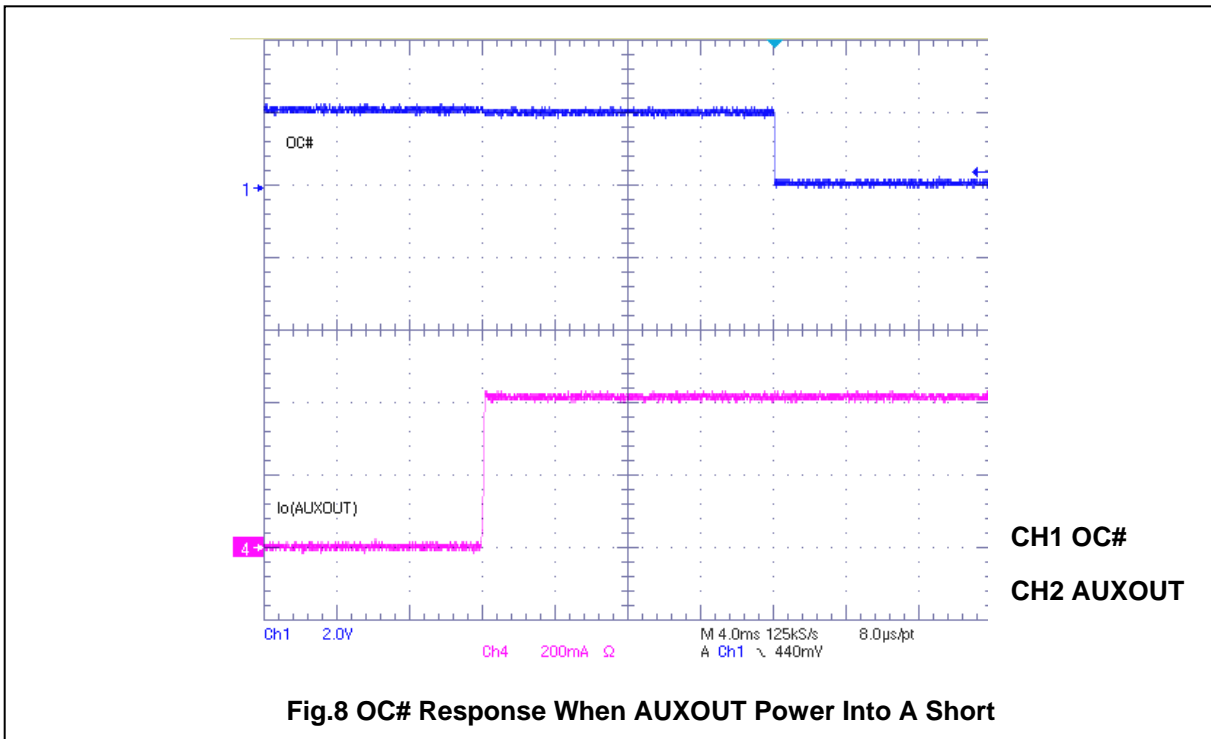 OC#
1
Io(AUXOUT)
4
CH1 OC#
CH2 AUXOUT
Ch1 2.0V M 4.0ms 125kS/s 8.0µs/pt
Ch4 200mA Ω A Ch1 \ 440mV
Fig.8 OC# Response When AUXOUT Power Into A Short